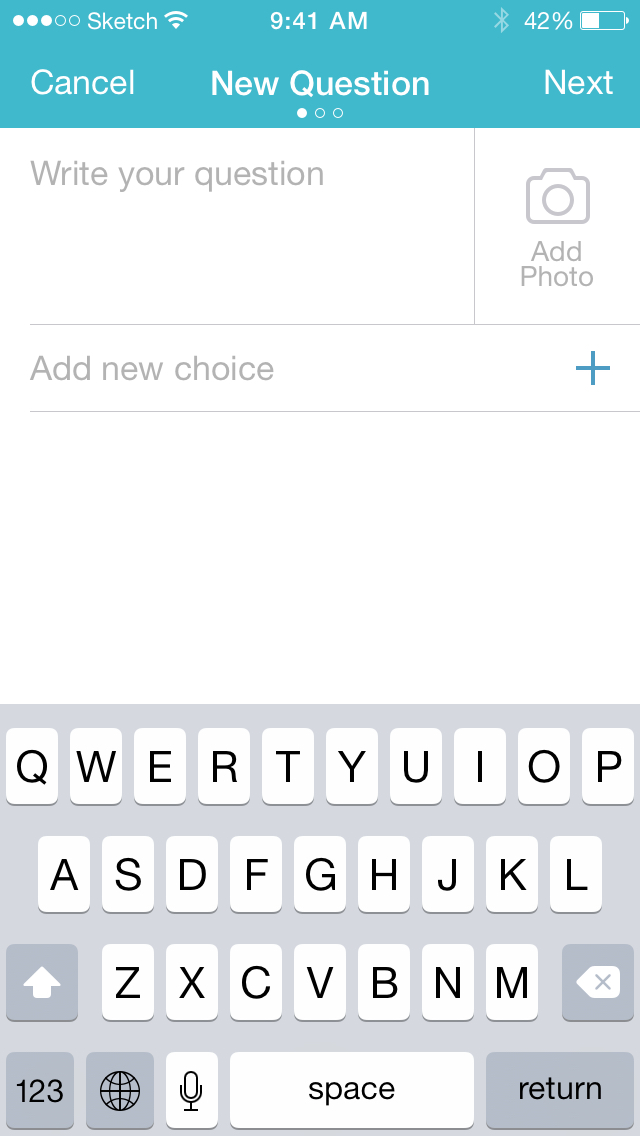 Sketch 9:41 AM 42%
Cancel New Question Next
Write your question
Add
Photo
Add new choice
Q W E R T Y U I O P
A S D F G H J K L
Z X C V B N M
123 space return